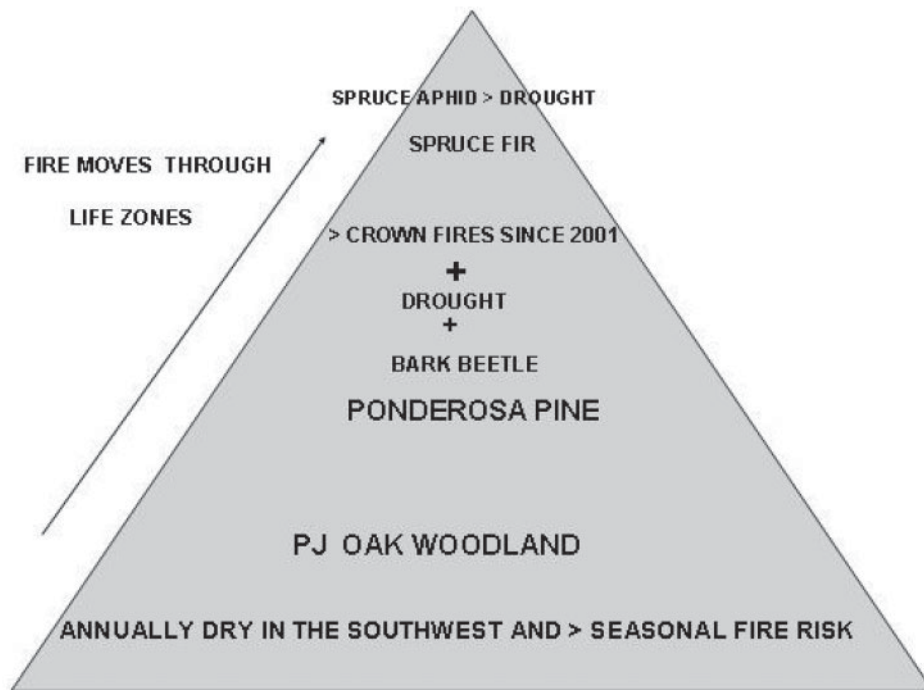 SPRUCE APHID > DROUGHT
SPRUCE FIR
FIRE MOVES THROUGH
LIFE ZONES
> CROWN FIRES SINCE 2001
+
DROUGHT
+
BARK BEETLE
PONDEROSA PINE
PJ OAK WOODLAND
ANNUALLY DRY IN THE SOUTHWEST AND > SEASONAL FIRE RISK